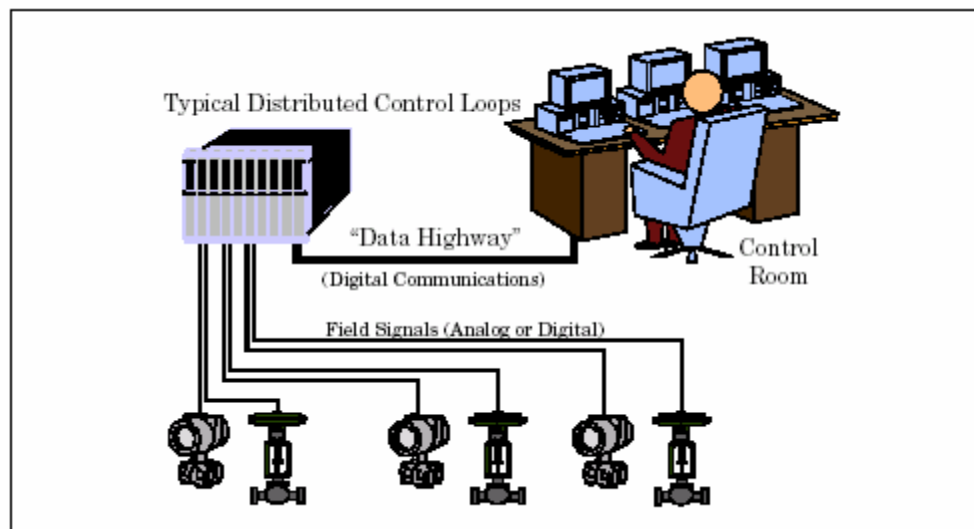 Typical Distributed Control Loops
“Data Highway”
(Digital Communications)
Control
Room
Field Signals (Analog or Digital)